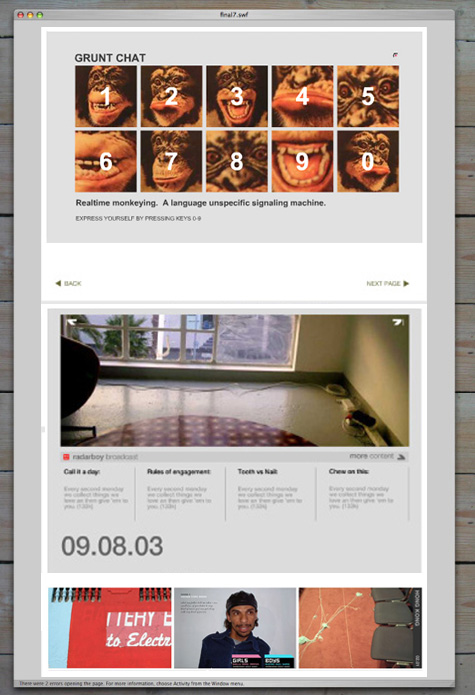 final7.swf
GRUNT CHAT
1 2 3 4 5
6 7 8 9 0
Realtime monkeying. A language unspecific signaling machine.
EXPRESS YOURSELF BY PRESSING KEYS 0-9
BACK
NEXT PAGE
radarboy broadcast
more content
Call it a day:
Every second monday
we collect things we
love an then give 'em to
you. (133k)
Rules of engagement:
Every second monday
we collect things we
love an then give 'em to
you. (133k)
Tooth vs Nail:
Every second monday
we collect things we
love an then give 'em to
you. (133k)
Chew on this:
Every second monday
we collect things we
love an then give 'em to
you. (133k)
09.08.03
TTERY E
to Electr
GIRLS
BOYS
HONG KONG
There were 2 errors opening the page. For more information, choose Activity from the Window menu.